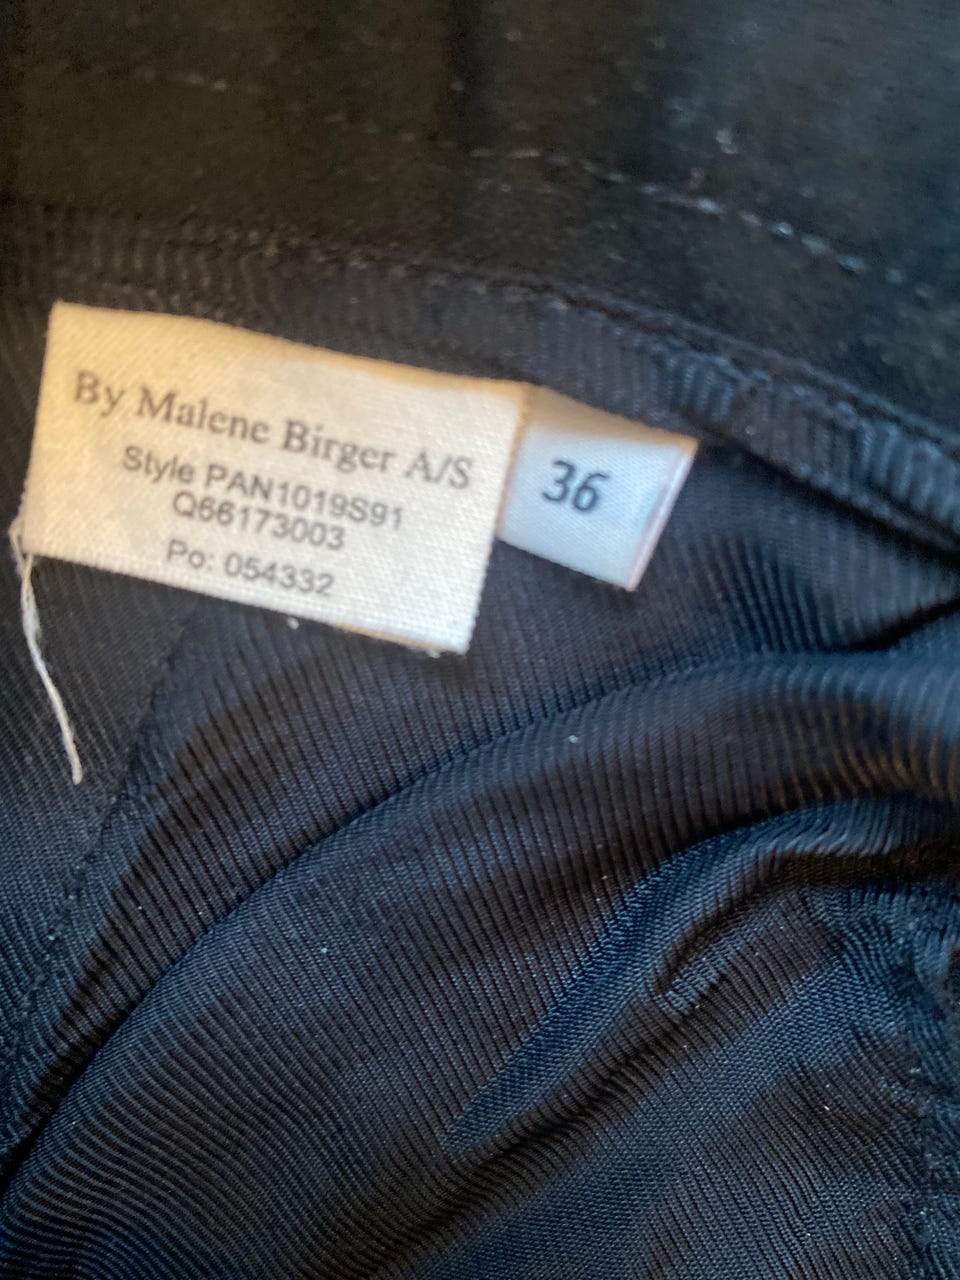 By Malene Birger A/S
Style PAN1019S91
Q66173003
Po: 054332
36